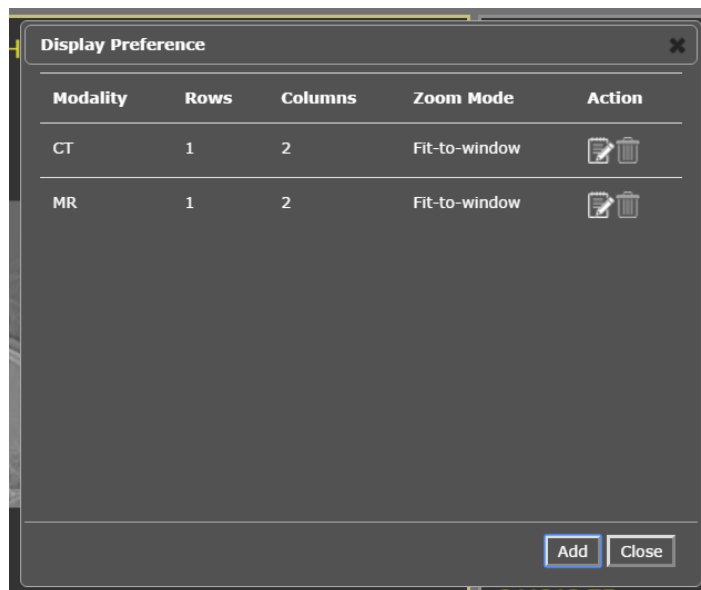 Display Preference
Modality Rows Columns Zoom Mode Action
CT 1 2 Fit-to-window
MR 1 2 Fit-to-window
Add Close